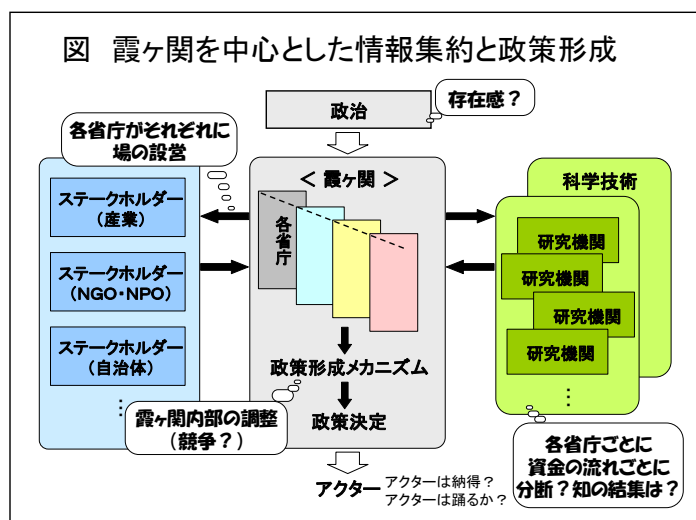 図 霞ヶ関を中心とした情報集約と政策形成
政治
存在感？
各省庁がそれぞれに
場の設営
＜ 霞ヶ関 ＞
各省庁
ステークホルダー
（産業）
ステークホルダー
（ＮＧＯ・ＮＰＯ）
ステークホルダー
（自治体）
…
科学技術
研究機関
研究機関
研究機関
研究機関
…
政策形成メカニズム
政策決定
霞ヶ関内部の調整
（競争？）
各省庁ごとに
資金の流れごとに
分断？知の結集は？
アクター
アクターは納得？
アクターは踊るか？